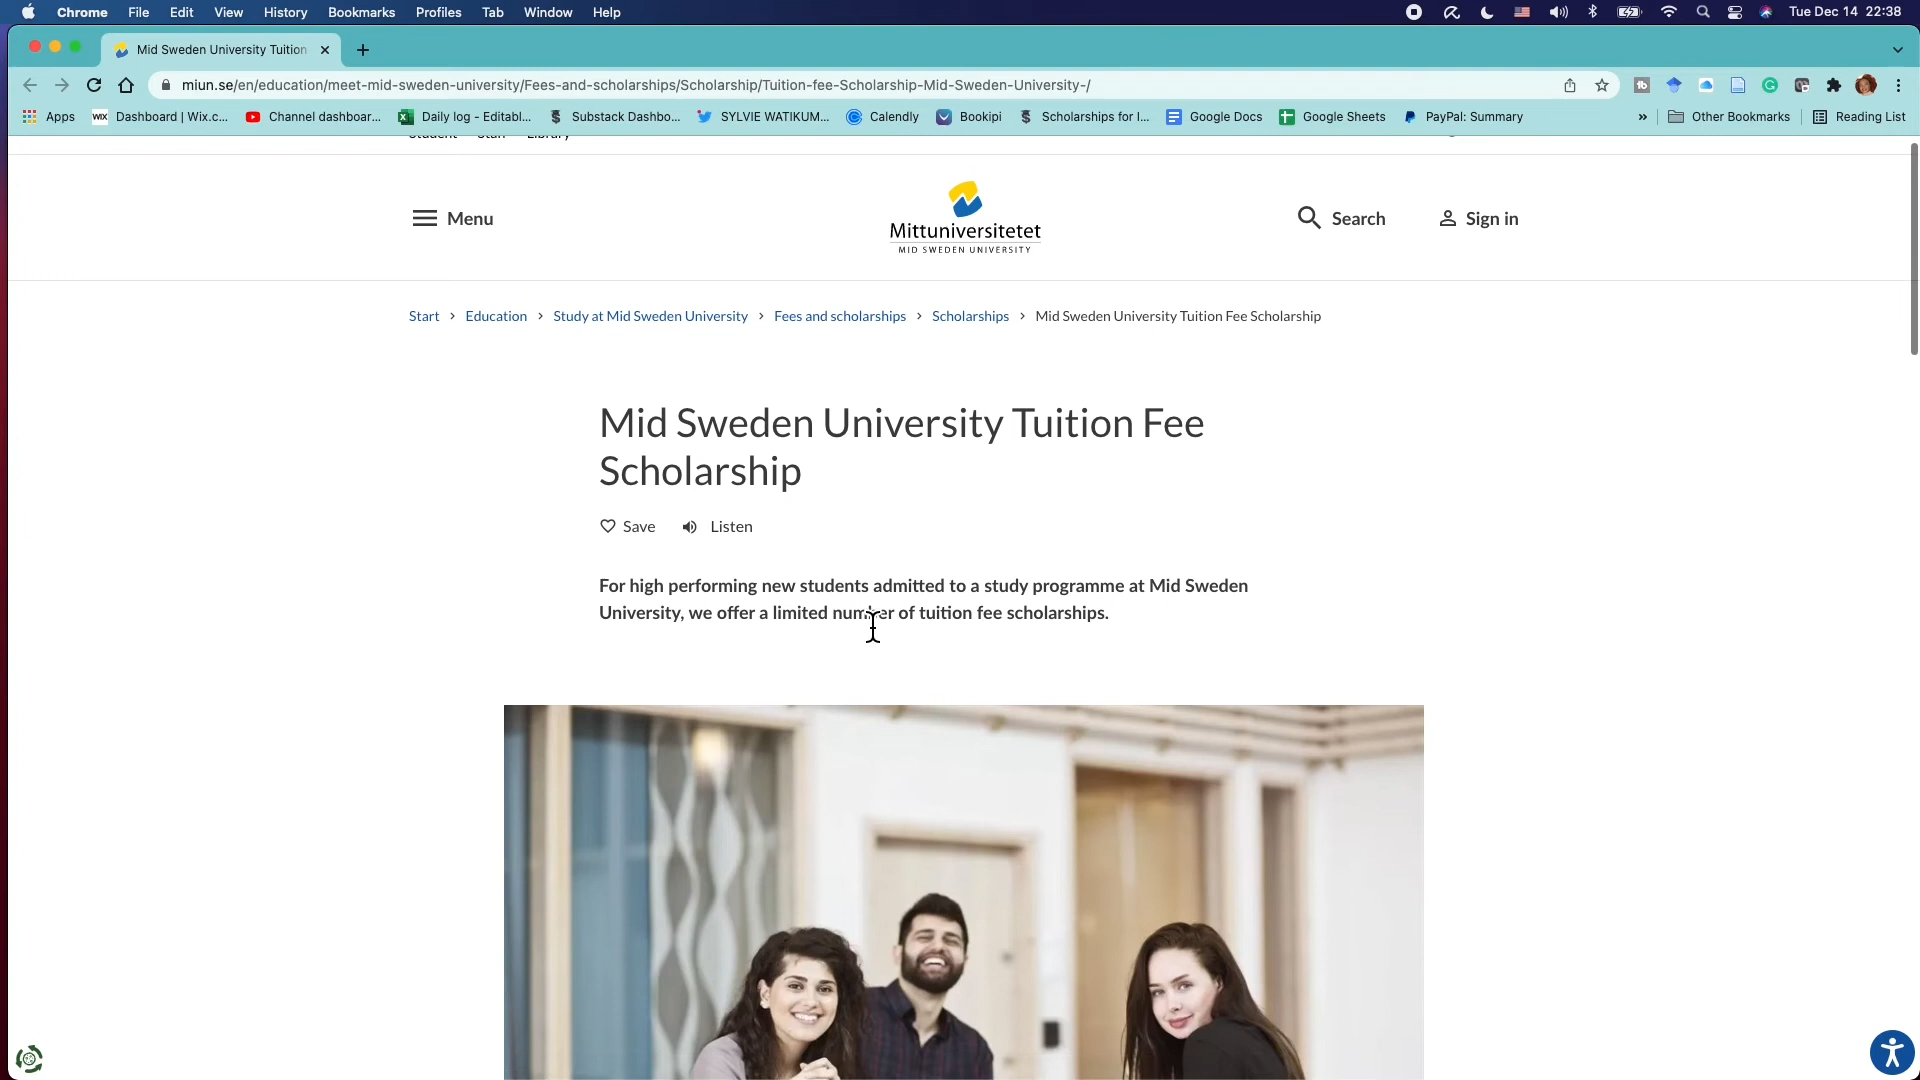 Chrome File Edit View History Bookmarks Profiles Tab Window Help Tue Dec 14 22:38
Mid Sweden University Tuition
miun.se/en/education/meet-mid-sweden-university/Fees-and-scholarships/Scholarship/Tuition-fee-Scholarship-Mid-Sweden-University-/
Apps WIX Dashboard | Wix.c... Channel dashboar... Daily log - Editabl... Substack Dashbo... SYLVIE WATIKUM... Calendly Bookipi Scholarships for I... Google Docs Google Sheets PayPal: Summary » Other Bookmarks Reading List
Student Staff Library
Menu
Mittuniversitetet
MID SWEDEN UNIVERSITY
Search Sign in
Start > Education > Study at Mid Sweden University > Fees and scholarships > Scholarships > Mid Sweden University Tuition Fee Scholarship
Mid Sweden University Tuition Fee
Scholarship
Save Listen
For high performing new students admitted to a study programme at Mid Sweden
University, we offer a limited number of tuition fee scholarships.